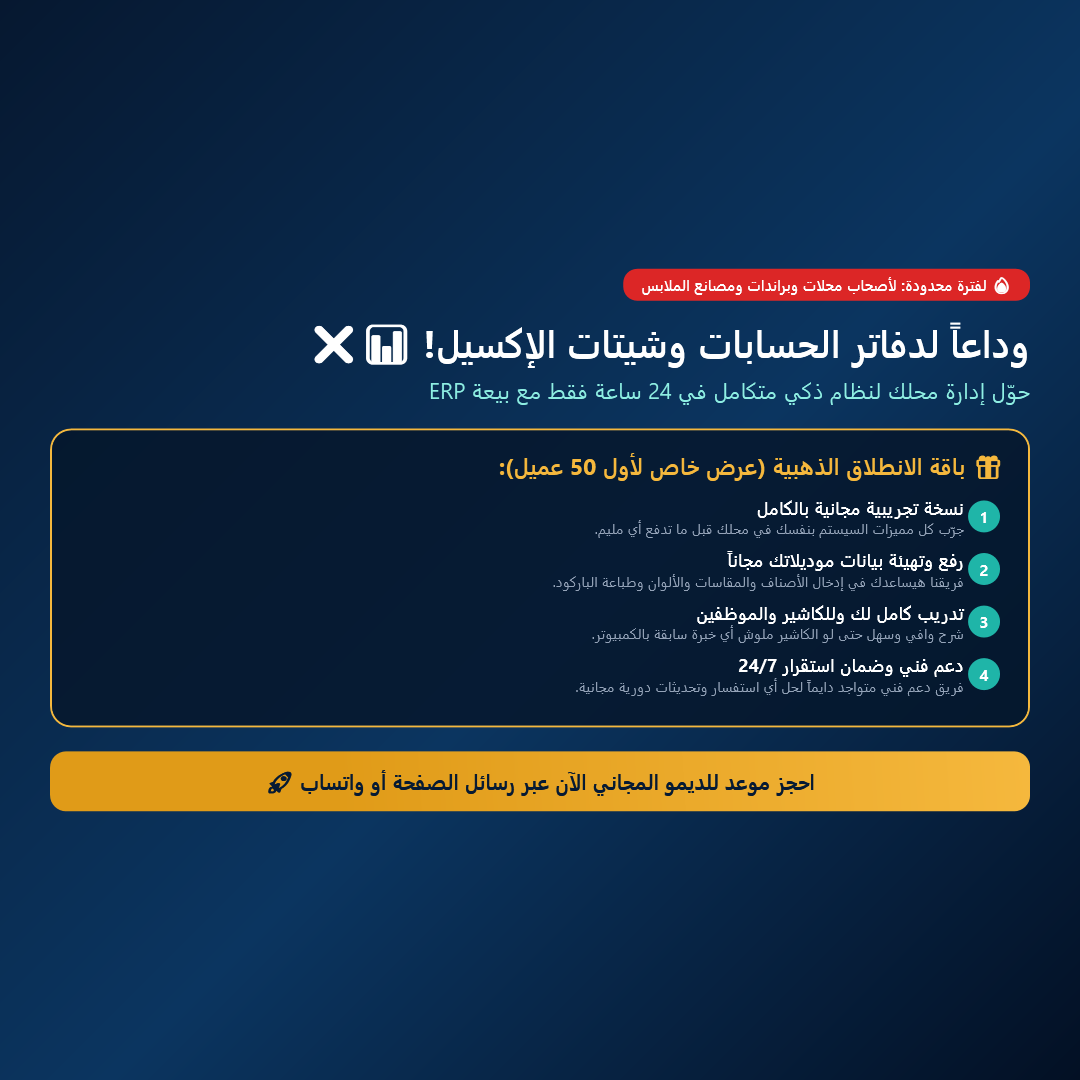 لفترة محدودة: لأصحاب محلات وبراندات ومصانع الملابس
وداعاً لدفاتر الحسابات وشيتات الإكسيل! 📊 ❌
حوّل إدارة محلك لنظام ذكي متكامل في 24 ساعة فقط مع بيعة ERP
🎁 باقة الانطلاق الذهبية (عرض خاص لأول 50 عميل):
1 نسخة تجريبية مجانية بالكامل
جرّب كل مميزات السيستم بنفسك في محلك قبل ما تدفع أي مليم.
2 رفع وتهيئة بيانات موديلاتك مجاناً
فريقنا هيساعدك في إدخال الأصناف والمقاسات والألوان وطباعة الباركود.
3 تدريب كامل لك وللكاشير والموظفين
شرح وافي وسهل حتى لو الكاشير ملوش أي خبرة سابقة بالكمبيوتر.
4 دعم فني وضمان استقرار 24/7
فريق دعم فني متواجد دايماً لحل أي استفسار وتحديثات دورية مجانية.
احجز موعد للديمو المجاني الآن عبر رسائل الصفحة أو واتساب 🚀